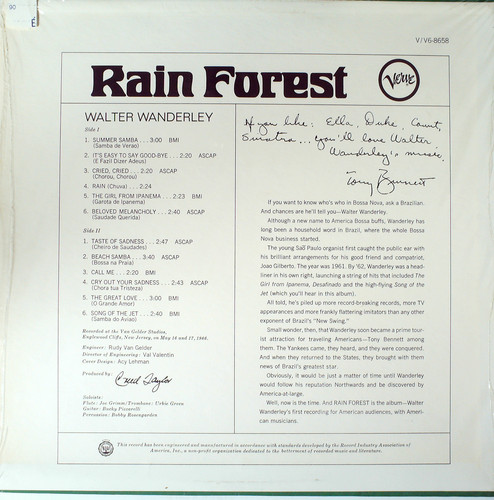 90
E
V/V6-8658
Rain Forest
Verve
WALTER WANDERLEY
Side I
1. SUMMER SAMBA . . . 3:00 BMI
(Samba de Verao)
2. IT'S EASY TO SAY GOOD-BYE . . . 2:20 ASCAP
(E Fazil Dizer Adeus)
3. CRIED, CRIED . . . 2:20 ASCAP
(Chorou, Chorou)
4. RAIN (Chuva) . . . 2:24
5. THE GIRL FROM IPANEMA . . . 2:23 BMI
(Garota de Ipanema)
6. BELOVED MELANCHOLY . . . 2:40 ASCAP
(Saudade Querida)
Side II
1. TASTE OF SADNESS . . . 2:47 ASCAP
(Cheiro de Saudades)
2. BEACH SAMBA . . . 3:40 ASCAP
(Bossa na Praia)
3. CALL ME . . . 2:20 BMI
4. CRY OUT YOUR SADNESS . . . 2:43 ASCAP
(Chora tua Tristeza)
5. THE GREAT LOVE . . . 3:00 BMI
(O Grande Amor)
6. SONG OF THE JET . . . 2:40 BMI
(Samba do Aviao)
Recorded at the Van Gelder Studios,
Englewood Cliffs, New Jersey, on May 16 and 17, 1966.
Engineer: Rudy Van Gelder
Director of Engineering: Val Valentin
Cover Design: Acy Lehman
Produced by: Creed Taylor
Soloists:
Flute: Joe Grimm/Trombone: Urbie Green
Guitar: Bucky Pizzarelli
Percussion: Bobby Rosengarden
If you like: Ella, Duke, Count,
Sinatra... you'll love Walter
Wanderley's music.
Tony Bennett
If you want to know who's who in Bossa Nova, ask a Brazilian.
And chances are he'll tell you—Walter Wanderley.
Although a new name to America Bossa buffs, Wanderley has
long been a household word in Brazil, where the whole Bossa
Nova business started.
The young Saõ Paulo organist first caught the public ear with
his brilliant arrangements for his good friend and compatriot,
Joao Gilberto. The year was 1961. By '62, Wanderley was a head-
liner in his own right, launching a string of hits that included The
Girl from Ipanema, Desafinado and the high-flying Song of the
Jet (which you'll hear in this album).
All told, he's piled up more record-breaking records, more TV
appearances and more frankly flattering imitators than any other
exponent of Brazil's "New Swing."
Small wonder, then, that Wanderley soon became a prime tour-
ist attraction for traveling Americans—Tony Bennett among
them. The Yankees came, they heard, and they were conquered.
And when they returned to the States, they brought with them
news of Brazil's greatest star.
Obviously, it would be just a matter of time until Wanderley
would follow his reputation Northwards and be discovered by
America-at-large.
Well, now is the time. And RAIN FOREST is the album—Walter
Wanderley's first recording for American audiences, with Amer-
ican musicians.
This record has been engineered and manufactured in accordance with standards developed by the Record Industry Association of
America, Inc., a non-profit organization dedicated to the betterment of recorded music and literature.